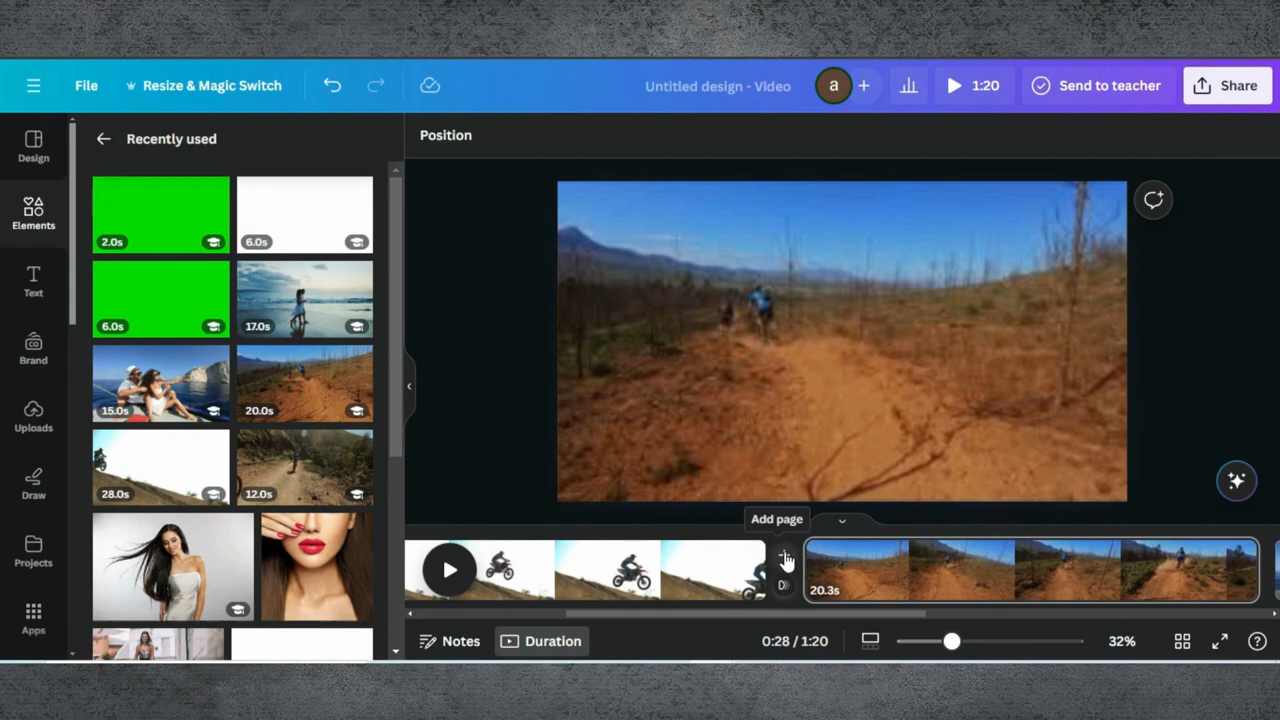 File
Resize & Magic Switch
Untitled design - Video
a
1:20
Send to teacher
Share
Design
Elements
Text
Brand
Uploads
Draw
Projects
Apps
Recently used
2.0s
6.0s
6.0s
17.0s
15.0s
20.0s
28.0s
12.0s
Position
Add page
20.3s
Notes
Duration
0:28 / 1:20
32%